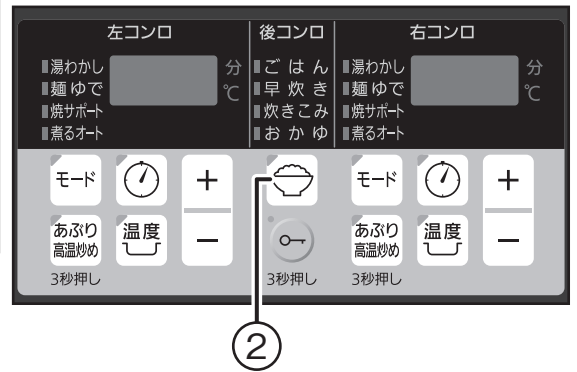 左コンロ
湯わかし
麺ゆで
焼サポート
煮るオート
分
℃
後コンロ
ごはん
早炊き
炊きこみ
おかゆ
右コンロ
湯わかし
麺ゆで
焼サポート
煮るオート
分
℃
モード
＋
あぶり
高温炒め
温度
－
3秒押し
3秒押し
モード
＋
あぶり
高温炒め
温度
－
3秒押し
②